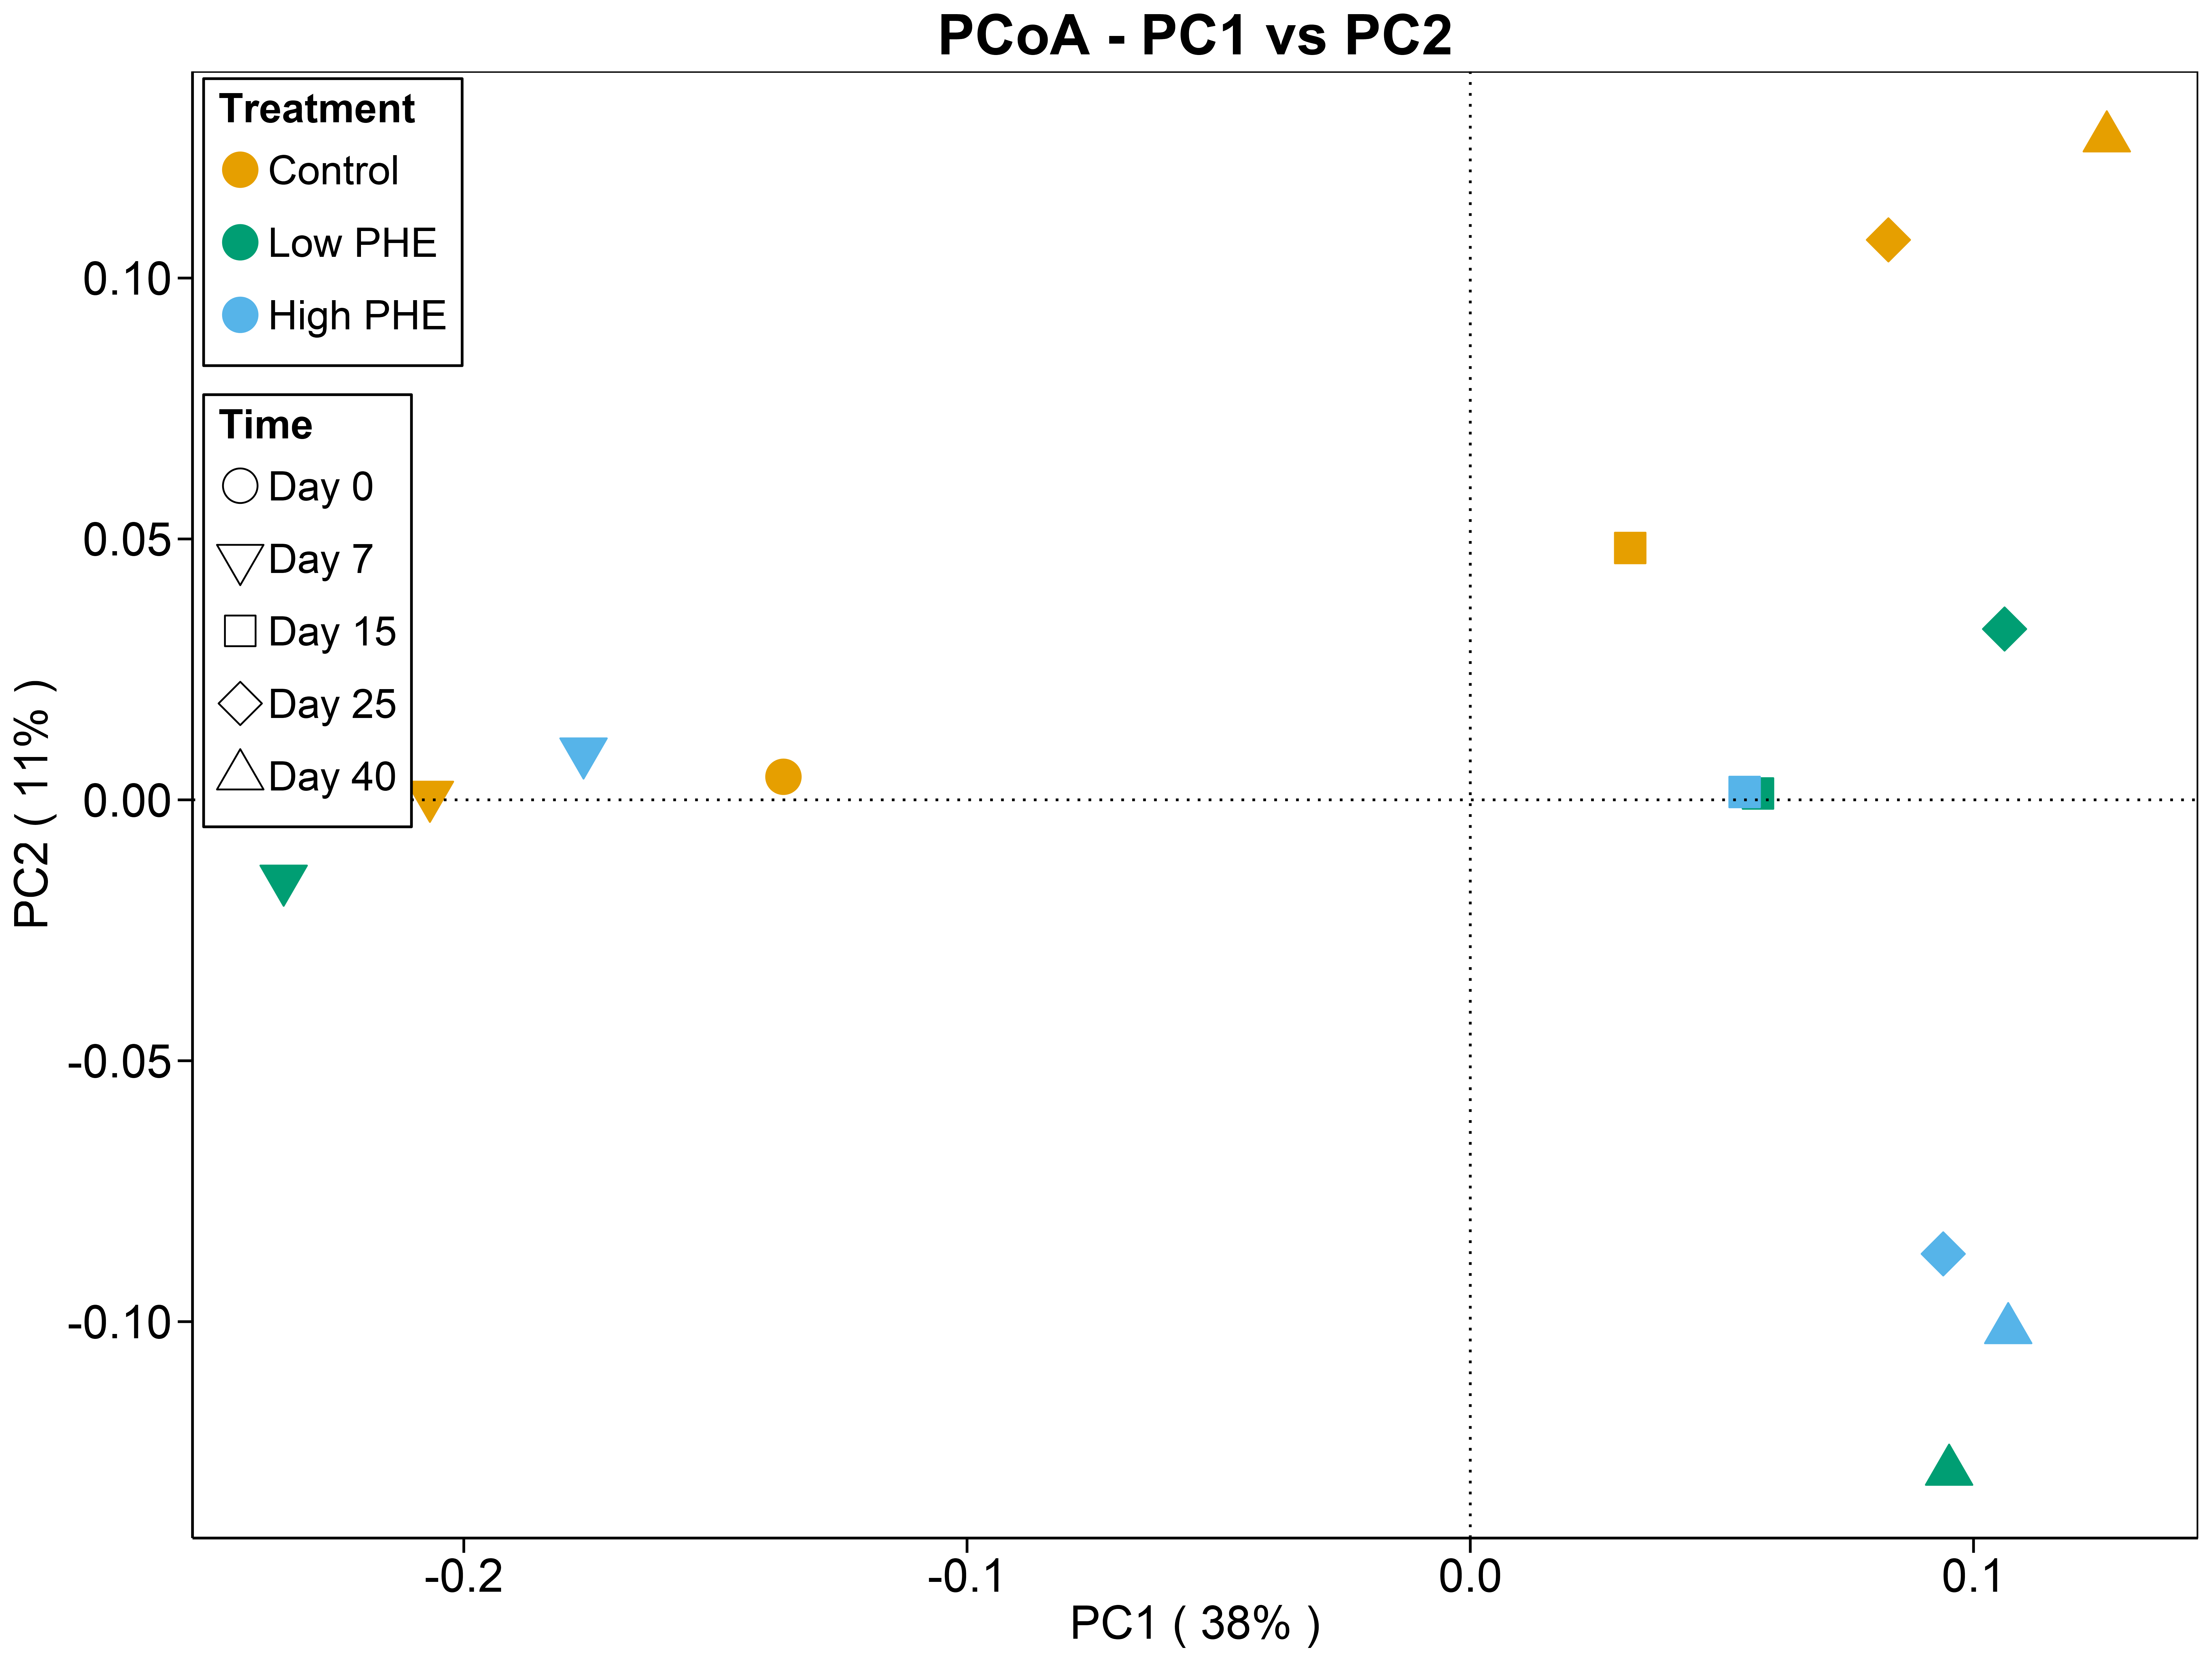 PCoA - PC1 vs PC2
Treatment
Control
Low PHE
High PHE
Time
Day 0
Day 7
Day 15
Day 25
Day 40
0.10
0.05
0.00
-0.05
-0.10
PC2 ( 11% )
-0.2
-0.1
0.0
0.1
PC1 ( 38% )